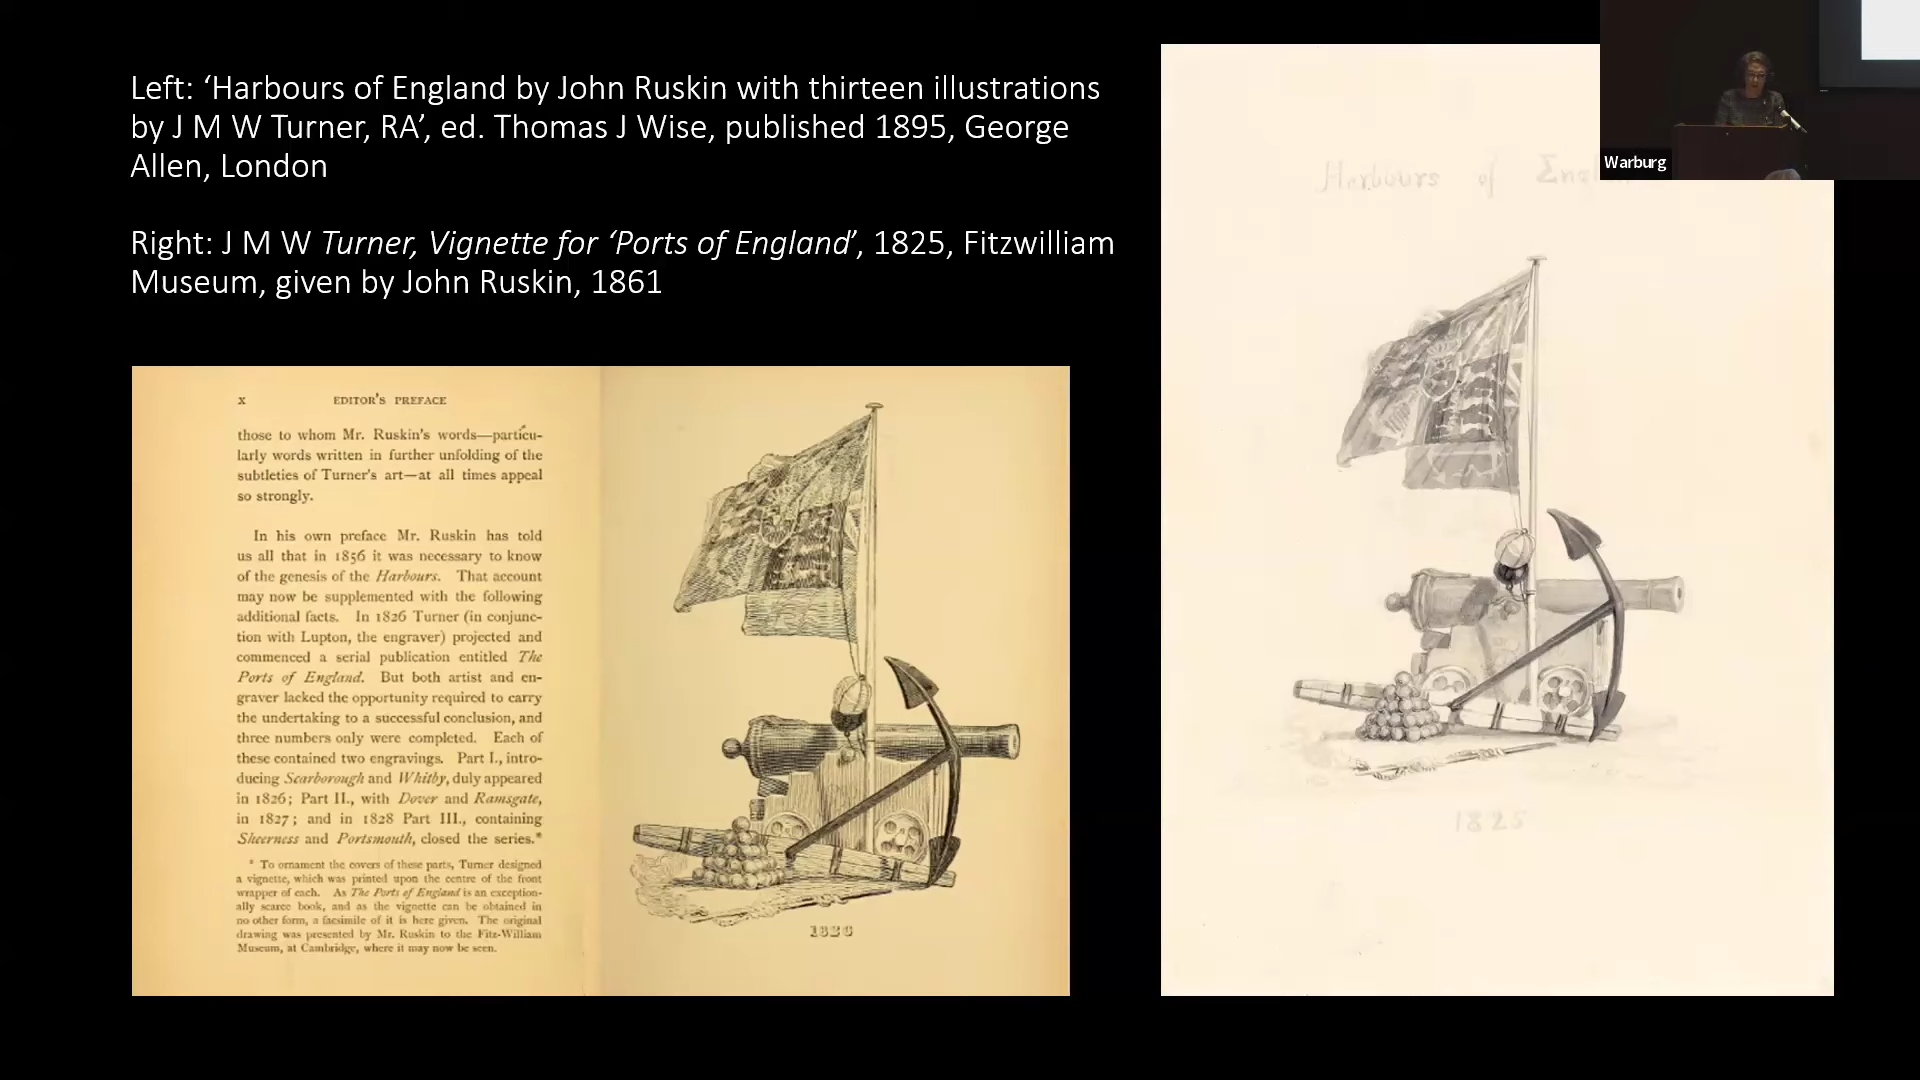 Left: ‘Harbours of England by John Ruskin with thirteen illustrations
by J M W Turner, RA’, ed. Thomas J Wise, published 1895, George
Allen, London
Right: J M W Turner, Vignette for ‘Ports of England’, 1825, Fitzwilliam
Museum, given by John Ruskin, 1861
x EDITOR'S PREFACE
those to whom Mr. Ruskin's words—particu-
larly words written in further unfolding of the
subtleties of Turner's art—at all times appeal
so strongly.
In his own preface Mr. Ruskin has told
us all that in 1856 it was necessary to know
of the genesis of the Harbours. That account
may now be supplemented with the following
additional facts. In 1826 Turner (in conjunc-
tion with Lupton, the engraver) projected and
commenced a serial publication entitled The
Ports of England. But both artist and en-
graver lacked the opportunity required to carry
the undertaking to a successful conclusion, and
three numbers only were completed. Each of
these contained two engravings. Part I., intro-
ducing Scarborough and Whitby, duly appeared
in 1826; Part II., with Dover and Ramsgate,
in 1827; and in 1828 Part III., containing
Sheerness and Portsmouth, closed the series.*
* To ornament the covers of these parts, Turner designed
a vignette, which was printed upon the centre of the front
wrapper of each. As The Ports of England is an exception-
ally scarce book, and as the vignette can be obtained in
no other form, a facsimile of it is here given. The original
drawing was presented by Mr. Ruskin to the Fitz-William
Museum, at Cambridge, where it may now be seen.
Harbours of
1825
Warburg